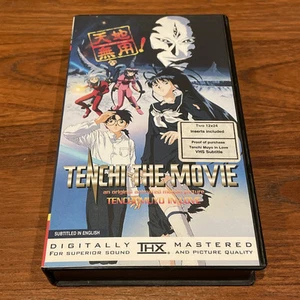 天地
無用!
Two 12x24
inserts included
Proof of purchase
Tenchi Muyo in Love
VHS Subtitle
TENCHI THE MOVIE
an original animated motion picture
TENCHI MUYO IN LOVE
SUBTITLED IN ENGLISH
DIGITALLY THX MASTERED
FOR SUPERIOR SOUND AND PICTURE QUALITY